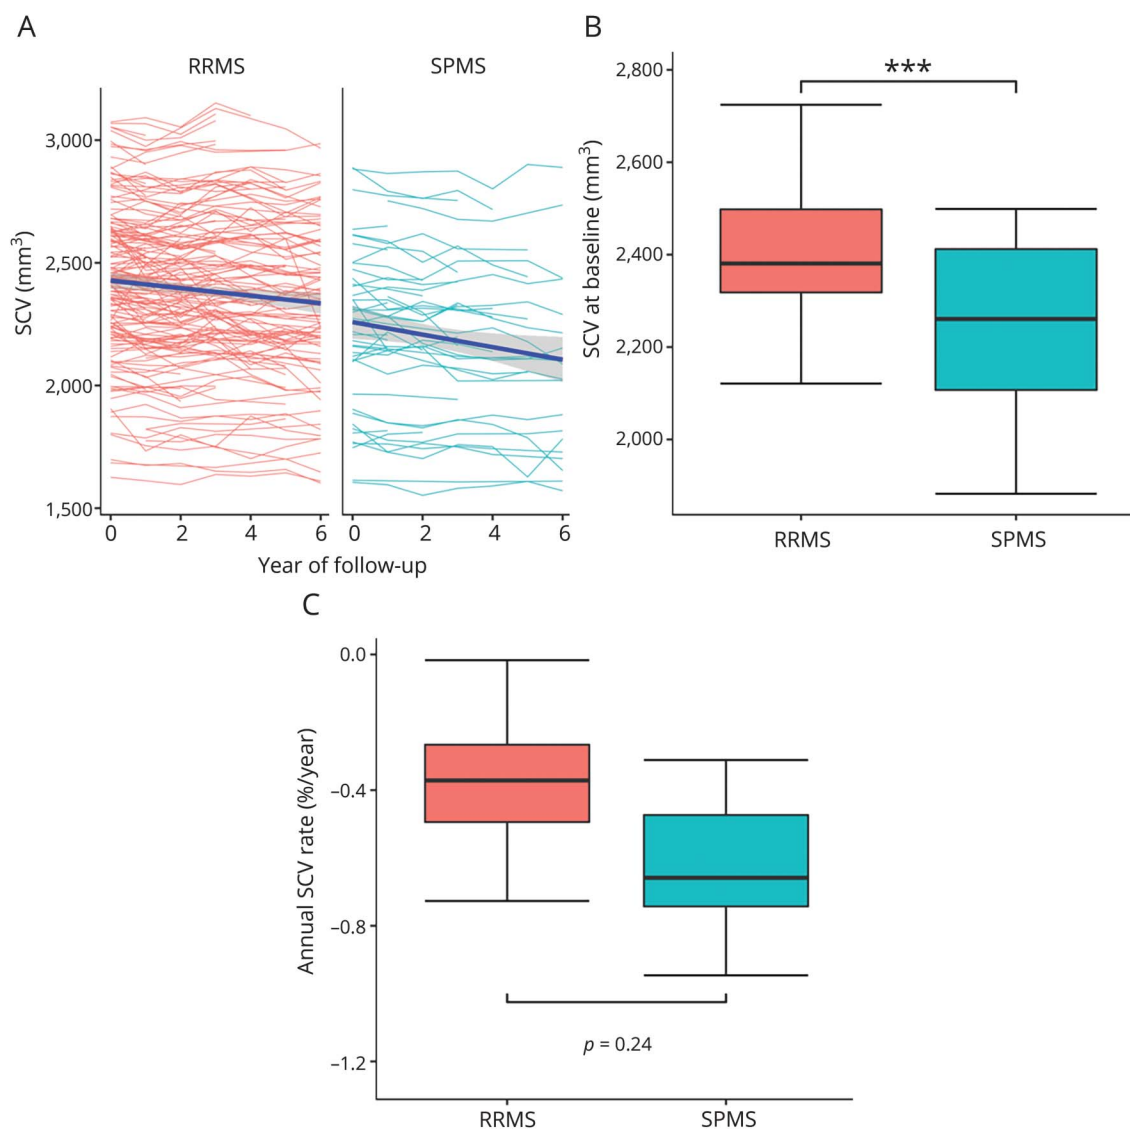 A
RRMS
SPMS
SCV (mm³)
3,000
2,500
2,000
1,500
0 2 4 6
0 2 4 6
Year of follow-up
B
SCV at baseline (mm³)
2,800
2,600
2,400
2,200
2,000
***
RRMS
SPMS
C
Annual SCV rate (%/year)
0.0
−0.4
−0.8
−1.2
p = 0.24
RRMS
SPMS